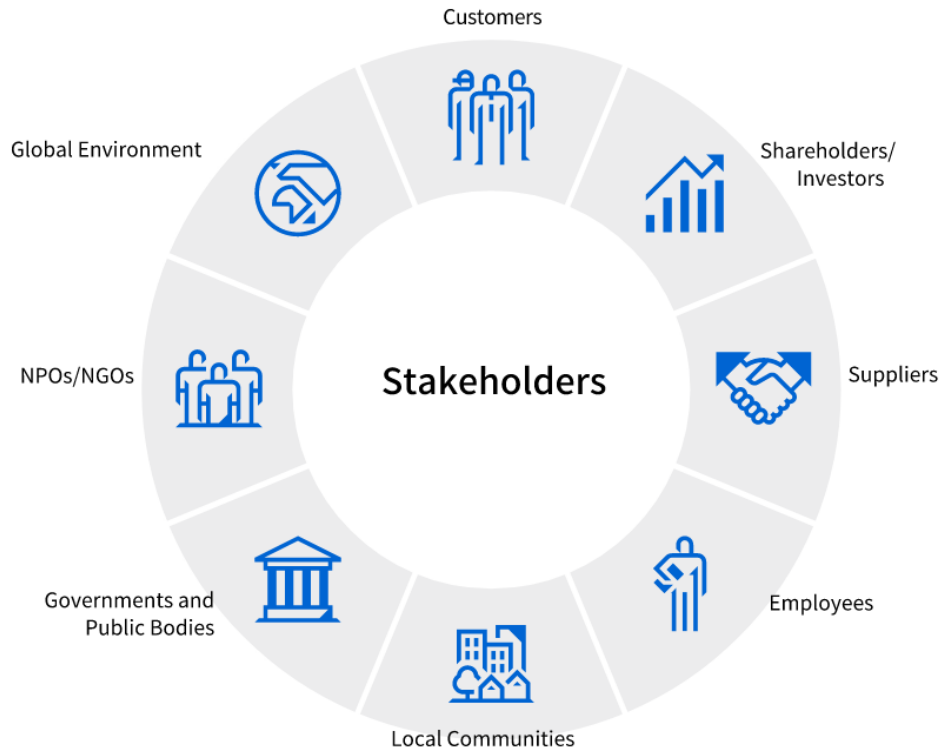 Customers
Global Environment
Shareholders/
Investors
NPOs/NGOs
Stakeholders
Suppliers
Governments and
Public Bodies
Employees
Local Communities